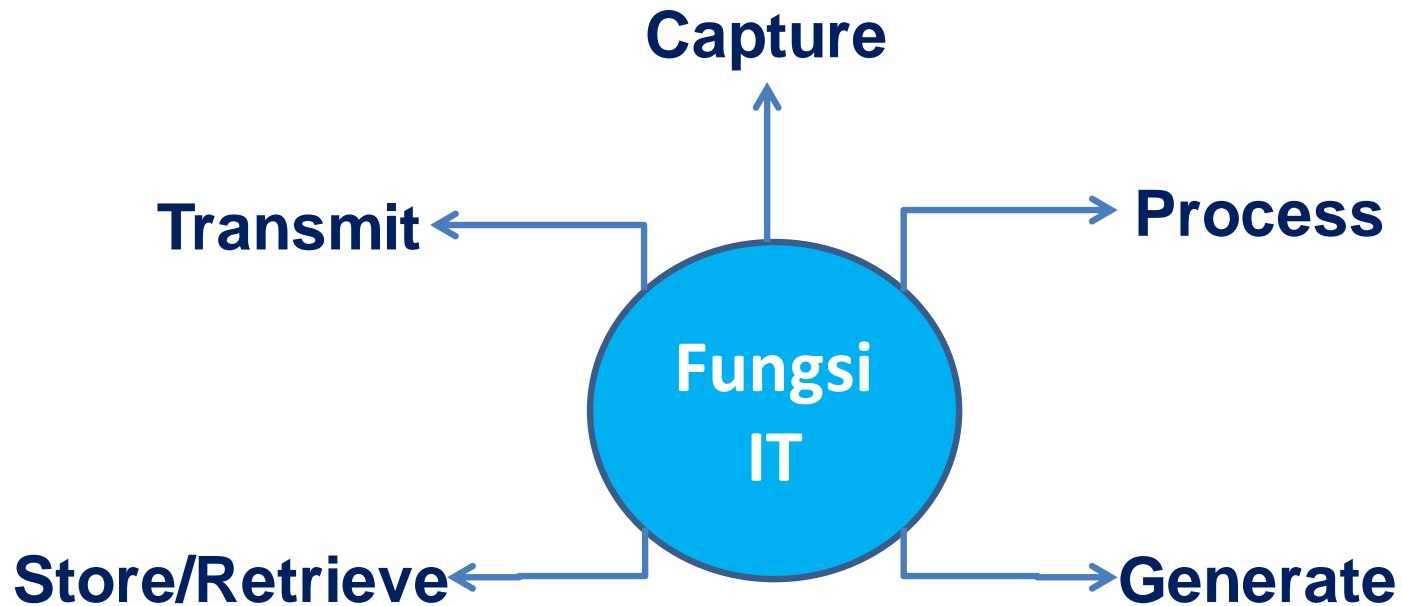 Capture
Transmit
Process
Fungsi
IT
Store/Retrieve
Generate